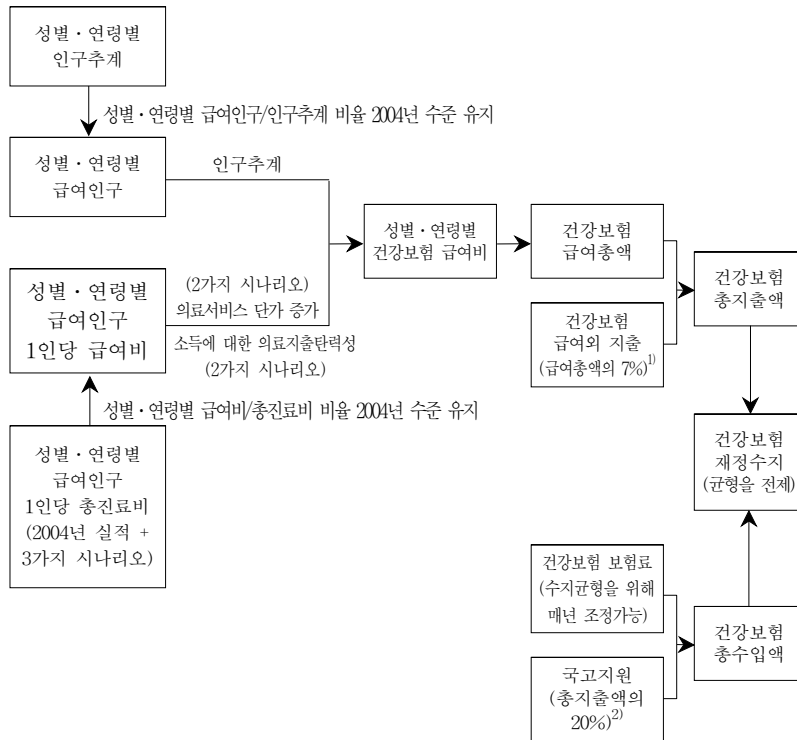 성별·연령별
인구추계
성별·연령별 급여인구/인구추계 비율 2004년 수준 유지
성별·연령별
급여인구
인구추계
성별·연령별
건강보험 급여비
건강보험
급여총액
건강보험
총지출액
성별·연령별
급여인구
1인당 급여비
(2가지 시나리오)
의료서비스 단가 증가
소득에 대한 의료지출탄력성
(2가지 시나리오)
건강보험
급여외 지출
(급여총액의 7%)1)
성별·연령별 급여비/총진료비 비율 2004년 수준 유지
성별·연령별
급여인구
1인당 총진료비
(2004년 실적 +
3가지 시나리오)
건강보험
재정수지
(균형을 전제)
건강보험 보험료
(수지균형을 위해
매년 조정가능)
건강보험
총수입액
국고지원
(총지출액의
20%)2)